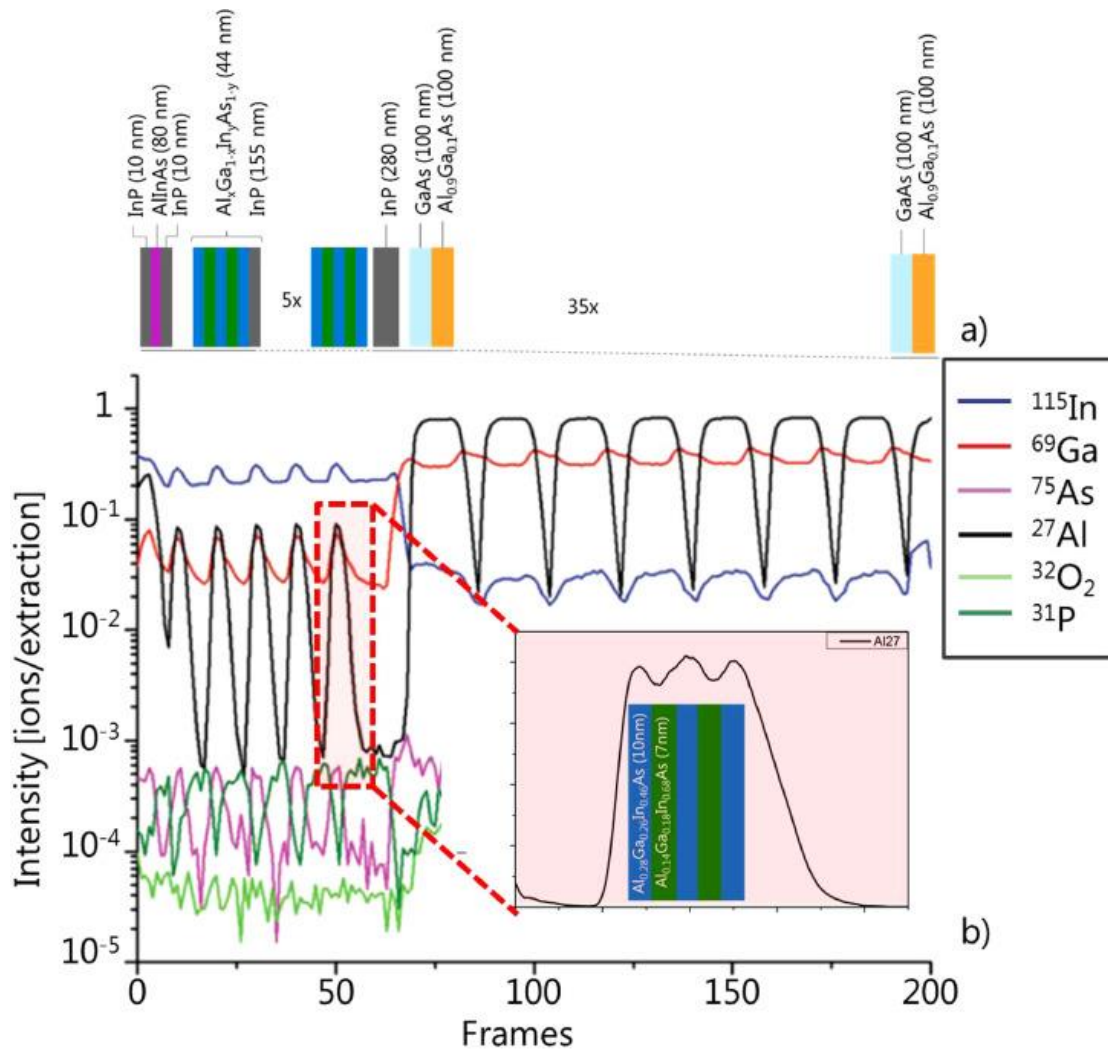 InP (10 nm)
AlInAs (80 nm)
InP (10 nm)
AlₓGa₁₋ₓInᵧAs₁₋ᵧ (44 nm)
InP (155 nm)
InP (280 nm)
GaAs (100 nm)
Al₀.₉Ga₀.₁As (100 nm)
GaAs (100 nm)
Al₀.₉Ga₀.₁As (100 nm)
5x
35x
a)
1
10⁻¹
10⁻²
10⁻³
10⁻⁴
10⁻⁵
Intensity [ions/extraction]
¹¹⁵In
⁶⁹Ga
⁷⁵As
²⁷Al
³²O₂
³¹P
Al27
Al₀.₂₈Ga₀.₂₆In₀.₄₆As (10nm)
Al₀.₁₄Ga₀.₁₈In₀.₆₈As (7nm)
b)
0 50 100 150 200
Frames